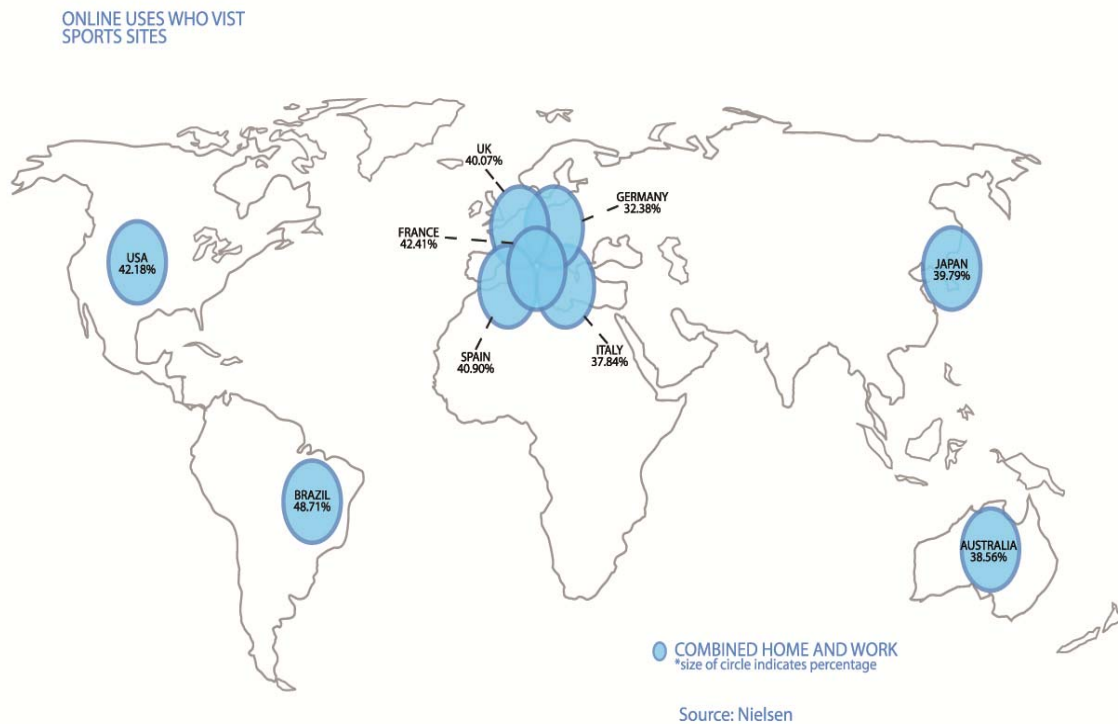 ONLINE USES WHO VIST
SPORTS SITES
UK
40.07%
GERMANY
32.38%
FRANCE
42.41%
USA
42.18%
JAPAN
39.79%
SPAIN
40.90%
ITALY
37.84%
BRAZIL
48.71%
AUSTRALIA
38.56%
COMBINED HOME AND WORK
*size of circle indicates percentage
Source: Nielsen